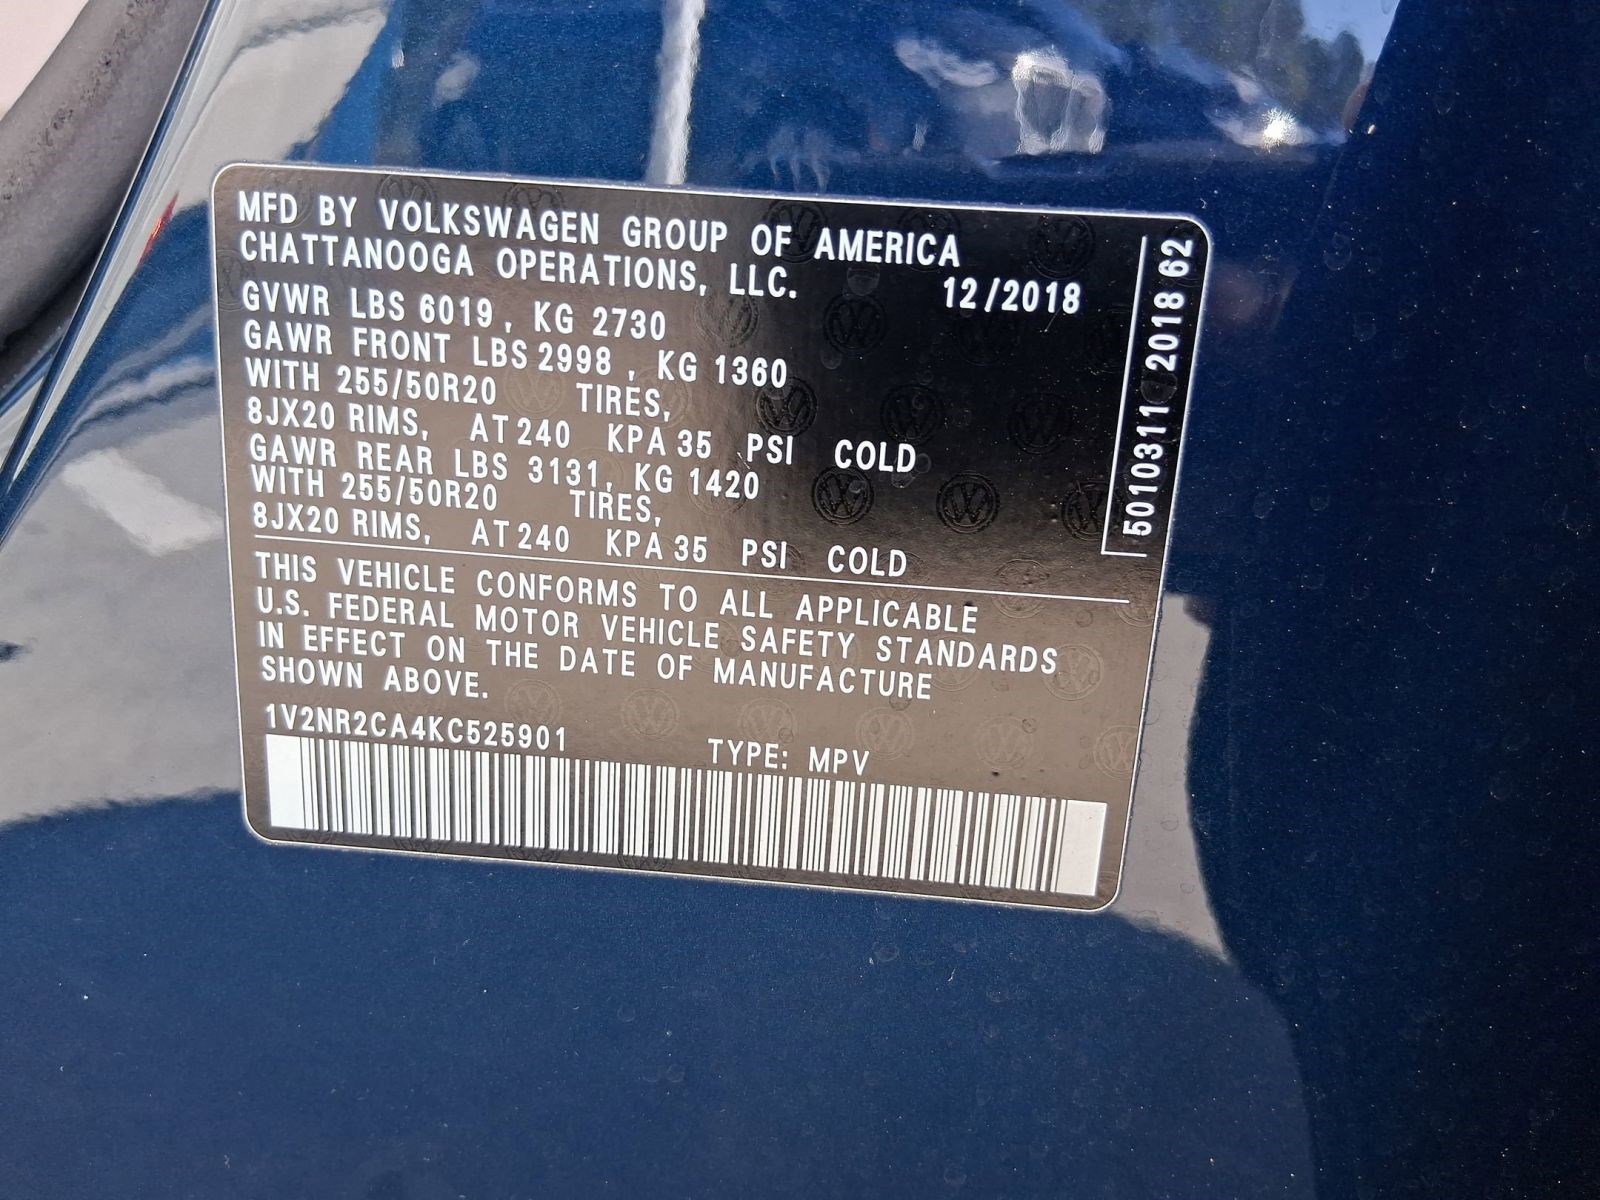 MFD BY VOLKSWAGEN GROUP OF AMERICA
CHATTANOOGA OPERATIONS, LLC. 12/2018
GVWR LBS 6019, KG 2730
GAWR FRONT LBS 2998, KG 1360
WITH 255/50R20 TIRES,
8JX20 RIMS, AT 240 KPA 35 PSI COLD
GAWR REAR LBS 3131, KG 1420
WITH 255/50R20 TIRES,
8JX20 RIMS, AT 240 KPA 35 PSI COLD
THIS VEHICLE CONFORMS TO ALL APPLICABLE
U.S. FEDERAL MOTOR VEHICLE SAFETY STANDARDS
IN EFFECT ON THE DATE OF MANUFACTURE
SHOWN ABOVE.
1V2NR2CA4KC525901 TYPE: MPV
5010311 2018 62